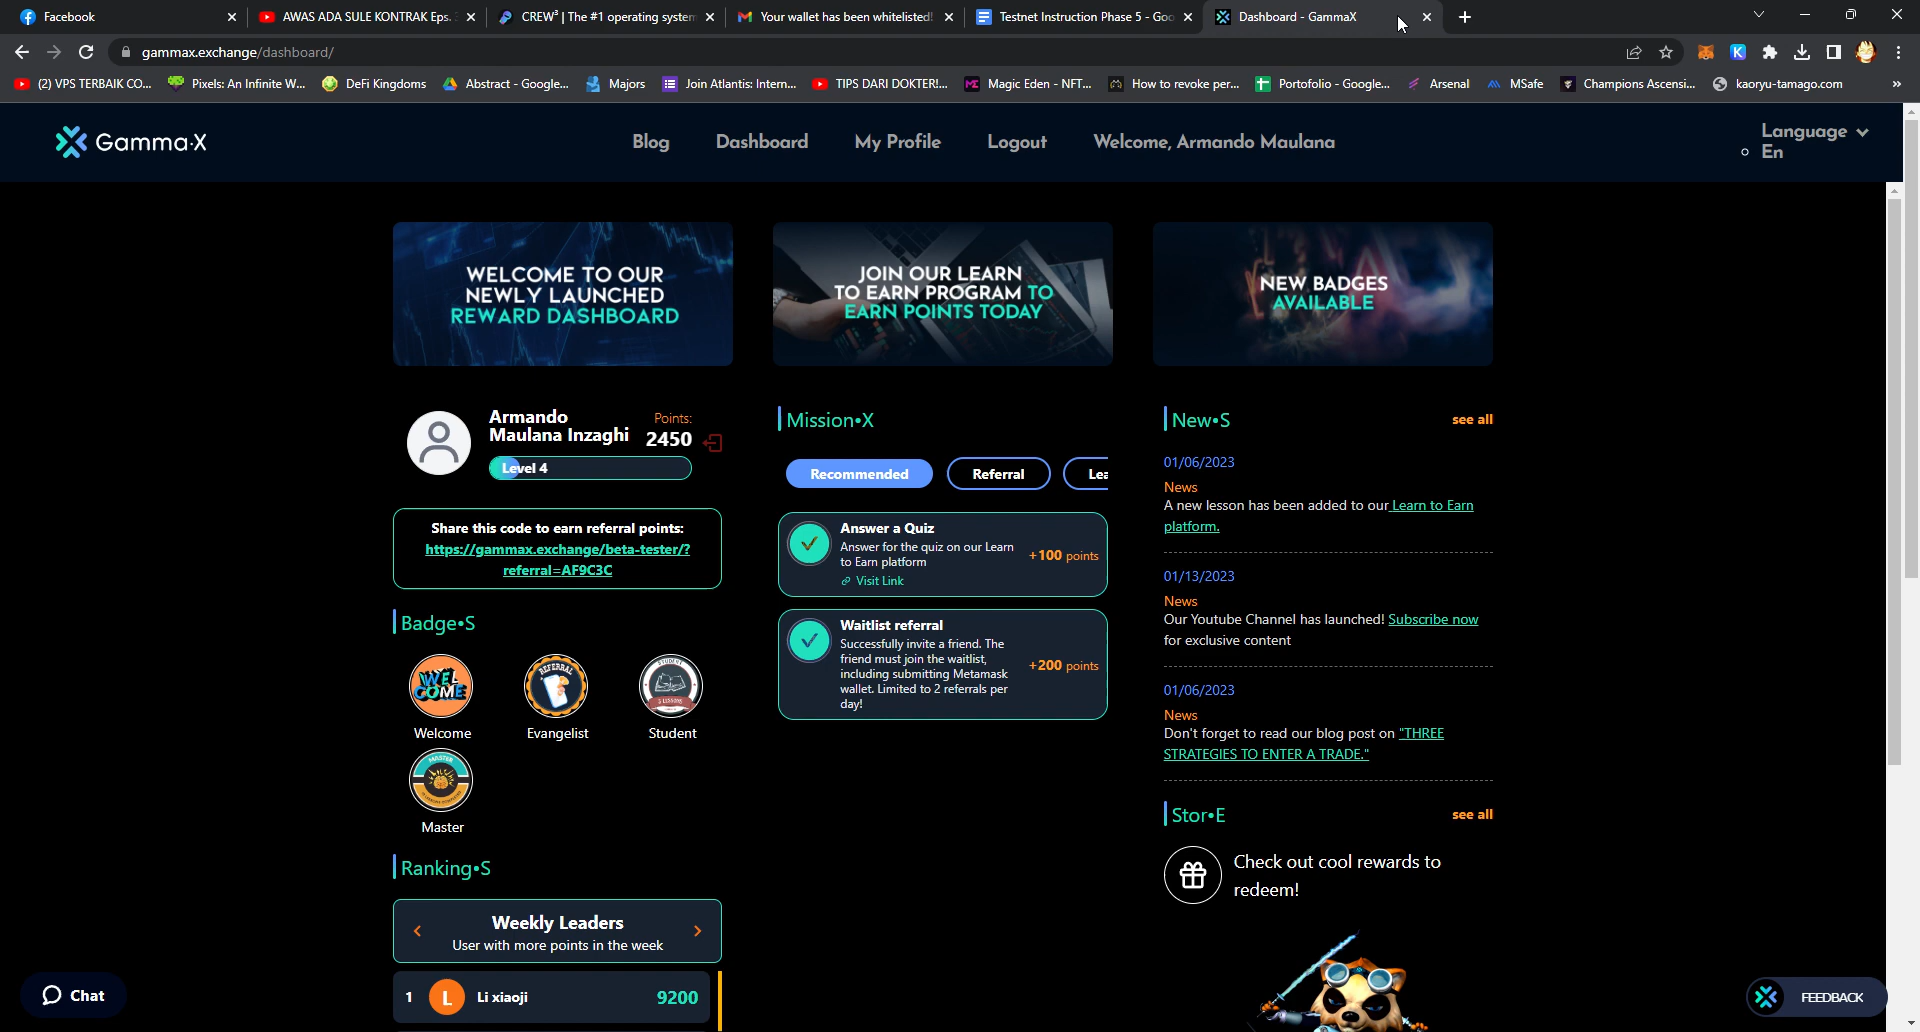 Facebook
AWAS ADA SULE KONTRAK Eps.
CREW³ | The #1 operating system
Your wallet has been whitelisted!
Testnet Instruction Phase 5 - Goo
Dashboard - GammaX
gammax.exchange/dashboard/
(2) VPS TERBAIK CO...
Pixels: An Infinite W...
DeFi Kingdoms
Abstract - Google...
Majors
Join Atlantis: Intern...
TIPS DARI DOKTER!...
Magic Eden - NFT...
How to revoke per...
Portofolio - Google...
Arsenal
MSafe
Champions Ascensi...
kaoryu-tamago.com
»
Gamma·X
Blog
Dashboard
My Profile
Logout
Welcome, Armando Maulana
Language
En
WELCOME TO OUR
NEWLY LAUNCHED
REWARD DASHBOARD
JOIN OUR LEARN
TO EARN PROGRAM TO
EARN POINTS TODAY
NEW BADGES
AVAILABLE
Armando
Maulana Inzaghi
Points:
2450
Level 4
Share this code to earn referral points:
https://gammax.exchange/beta-tester/?
referral=AF9C3C
Badge•S
WELCOME
REFERRAL
STUDENT
5 LESSONS
MASTER
Welcome
Evangelist
Student
Master
Ranking•S
Weekly Leaders
User with more points in the week
1
L
Li xiaoji
9200
Mission•X
Recommended
Referral
Lea
Answer a Quiz
Answer for the quiz on our Learn
to Earn platform
Visit Link
+100 points
Waitlist referral
Successfully invite a friend. The
friend must join the waitlist,
including submitting Metamask
wallet. Limited to 2 referrals per
day!
+200 points
New•S
see all
01/06/2023
News
A new lesson has been added to our Learn to Earn
platform.
01/13/2023
News
Our Youtube Channel has launched! Subscribe now
for exclusive content
01/06/2023
News
Don't forget to read our blog post on "THREE
STRATEGIES TO ENTER A TRADE."
Stor•E
see all
Check out cool rewards to
redeem!
Chat
FEEDBACK